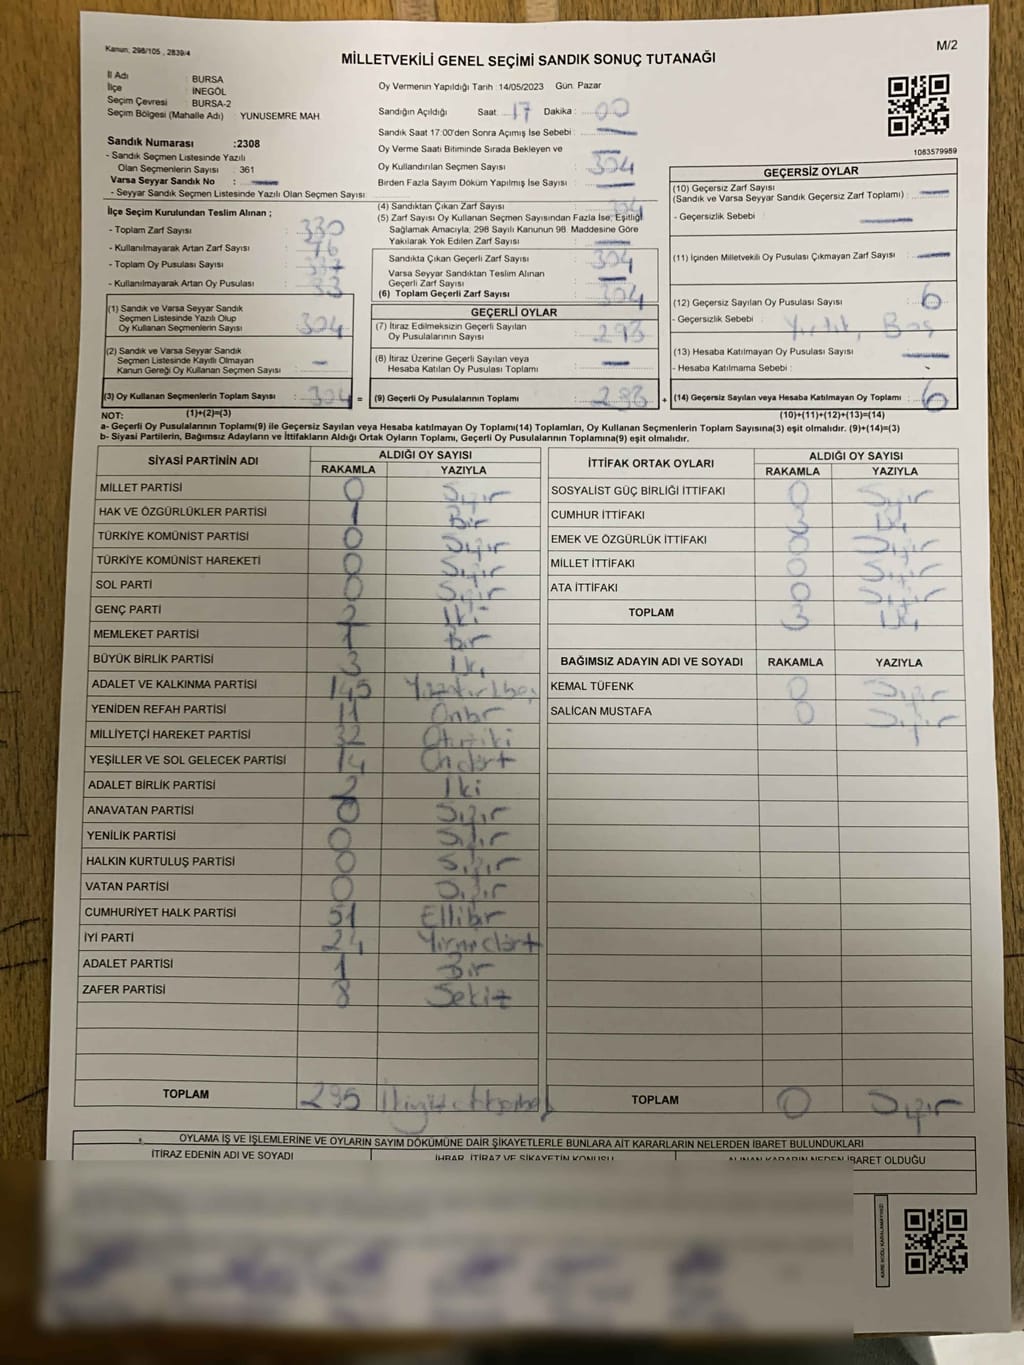 Kanun: 298/105 , 2839/4
M/2
MİLLETVEKİLİ GENEL SEÇİMİ SANDIK SONUÇ TUTANAĞI
İl Adı : BURSA
İlçe İNEGÖL
Seçim Çevresi : BURSA-2
Seçim Bölgesi (Mahalle Adı) : YUNUSEMRE MAH.
Oy Vermenin Yapıldığı Tarih : 14/05/2023 Gün: Pazar
Sandığın Açıldığı Saat : 17 Dakika : 00
Sandık Saat 17:00'den Sonra Açımış İse Sebebi :
Oy Verme Saati Bitiminde Sırada Bekleyen ve
Oy Kullandırılan Seçmen Sayısı : 304
Birden Fazla Sayım Döküm Yapılmış İse Sayısı :
1083579989
Sandık Numarası :2308
- Sandık Seçmen Listesinde Yazılı
Olan Seçmenlerin Sayısı : 361
Varsa Seyyar Sandık No :
- Seyyar Sandık Seçmen Listesinde Yazılı Olan Seçmen Sayısı :
İlçe Seçim Kurulundan Teslim Alınan ;
- Toplam Zarf Sayısı : 330
- Kullanılmayarak Artan Zarf Sayısı :
- Toplam Oy Pusulası Sayısı :
- Kullanılmayarak Artan Oy Pusulası : 33
(1) Sandık ve Varsa Seyyar Sandık
Seçmen Listesinde Yazılı Olup
Oy Kullanan Seçmenlerin Sayısı : 304
(2) Sandık ve Varsa Seyyar Sandık
Seçmen Listesinde Kayıtlı Olmayan
Kanun Gereği Oy Kullanan Seçmen Sayısı : -
(3) Oy Kullanan Seçmenlerin Toplam Sayısı : 304 =
(4) Sandıktan Çıkan Zarf Sayısı : 304
(5) Zarf Sayısı Oy Kullanan Seçmen Sayısından Fazla İse, Eşitliği
Sağlamak Amacıyla; 298 Sayılı Kanunun 98. Maddesine Göre
Yakılarak Yok Edilen Zarf Sayısı :
Sandıkta Çıkan Geçerli Zarf Sayısı : 304
Varsa Seyyar Sandıktan Teslim Alınan
Geçerli Zarf Sayısı :
(6) Toplam Geçerli Zarf Sayısı : 304
GEÇERLİ OYLAR
(7) İtiraz Edilmeksizin Geçerli Sayılan
Oy Pusulalarının Sayısı : 293
(8) İtiraz Üzerine Geçerli Sayılan veya
Hesaba Katılan Oy Pusulası Toplamı :
(9) Geçerli Oy Pusulalarının Toplamı : +
GEÇERSİZ OYLAR
(10) Geçersiz Zarf Sayısı
(Sandık ve Varsa Seyyar Sandık Geçersiz Zarf Toplamı) :
- Geçersizlik Sebebi :
(11) İçinden Milletvekili Oy Pusulası Çıkmayan Zarf Sayısı :
(12) Geçersiz Sayılan Oy Pusulası Sayısı : 6
- Geçersizlik Sebebi : Yırtık, Boş
(13) Hesaba Katılmayan Oy Pusulası Sayısı :
- Hesaba Katılmama Sebebi : -
(14) Geçersiz Sayılan veya Hesaba Katılmayan Oy Toplamı : 6
NOT: (1)+(2)=(3) (10)+(11)+(12)+(13)=(14)
a- Geçerli Oy Pusulalarının Toplamı(9) ile Geçersiz Sayılan veya Hesaba katılmayan Oy Toplamı(14) Toplamları, Oy Kullanan Seçmenlerin Toplam Sayısına(3) eşit olmalıdır. (9)+(14)=(3)
b- Siyasi Partilerin, Bağımsız Adayların ve İttifakların Aldığı Ortak Oyların Toplamı, Geçerli Oy Pusulalarının Toplamına(9) eşit olmalıdır.
SİYASİ PARTİNİN ADI ALDIĞI OY SAYISI
RAKAMLA YAZIYLA
MİLLET PARTİSİ 0 Sıfır
HAK VE ÖZGÜRLÜKLER PARTİSİ 1 Bir
TÜRKİYE KOMÜNİST PARTİSİ 0 Sıfır
TÜRKİYE KOMÜNİST HAREKETİ 0 Sıfır
SOL PARTİ 0 Sıfır
GENÇ PARTİ 2 İki
MEMLEKET PARTİSİ 1 Bir
BÜYÜK BİRLİK PARTİSİ 3 Üç
ADALET VE KALKINMA PARTİSİ 145 Yüzkırkbeş
YENİDEN REFAH PARTİSİ 11 Onbir
MİLLİYETÇİ HAREKET PARTİSİ 32 Otuziki
YEŞİLLER VE SOL GELECEK PARTİSİ 14 Ondört
ADALET BİRLİK PARTİSİ 2 İki
ANAVATAN PARTİSİ 0 Sıfır
YENİLİK PARTİSİ 0 Sıfır
HALKIN KURTULUŞ PARTİSİ 0 Sıfır
VATAN PARTİSİ 0 Sıfır
CUMHURİYET HALK PARTİSİ 51 Ellibir
İYİ PARTİ 24 Yirmidört
ADALET PARTİSİ 1 Bir
ZAFER PARTİSİ 8 Sekiz
TOPLAM 295 İkiyüzdoksanbeş
İTTİFAK ORTAK OYLARI ALDIĞI OY SAYISI
RAKAMLA YAZIYLA
SOSYALİST GÜÇ BİRLİĞİ İTTİFAKI 0 Sıfır
CUMHUR İTTİFAKI 3 Üç
EMEK VE ÖZGÜRLÜK İTTİFAKI 0 Sıfır
MİLLET İTTİFAKI 0 Sıfır
ATA İTTİFAKI 0 Sıfır
TOPLAM 3 Üç
BAĞIMSIZ ADAYIN ADI VE SOYADI RAKAMLA YAZIYLA
KEMAL TÜFENK 0 Sıfır
SALİCAN MUSTAFA 0 Sıfır
TOPLAM 0 Sıfır
OYLAMA İŞ VE İŞLEMLERİNE VE OYLARIN SAYIM DÖKÜMÜNE DAİR ŞİKAYETLERLE BUNLARA AİT KARARLARIN NELERDEN İBARET BULUNDUKLARI
İTİRAZ EDENİN ADI VE SOYADI İHBAR, İTİRAZ VE ŞİKAYETİN KONUSU ALINAN KARARIN NEDEN İBARET OLDUĞU
KARE KODU KARALAMAYINIZ!